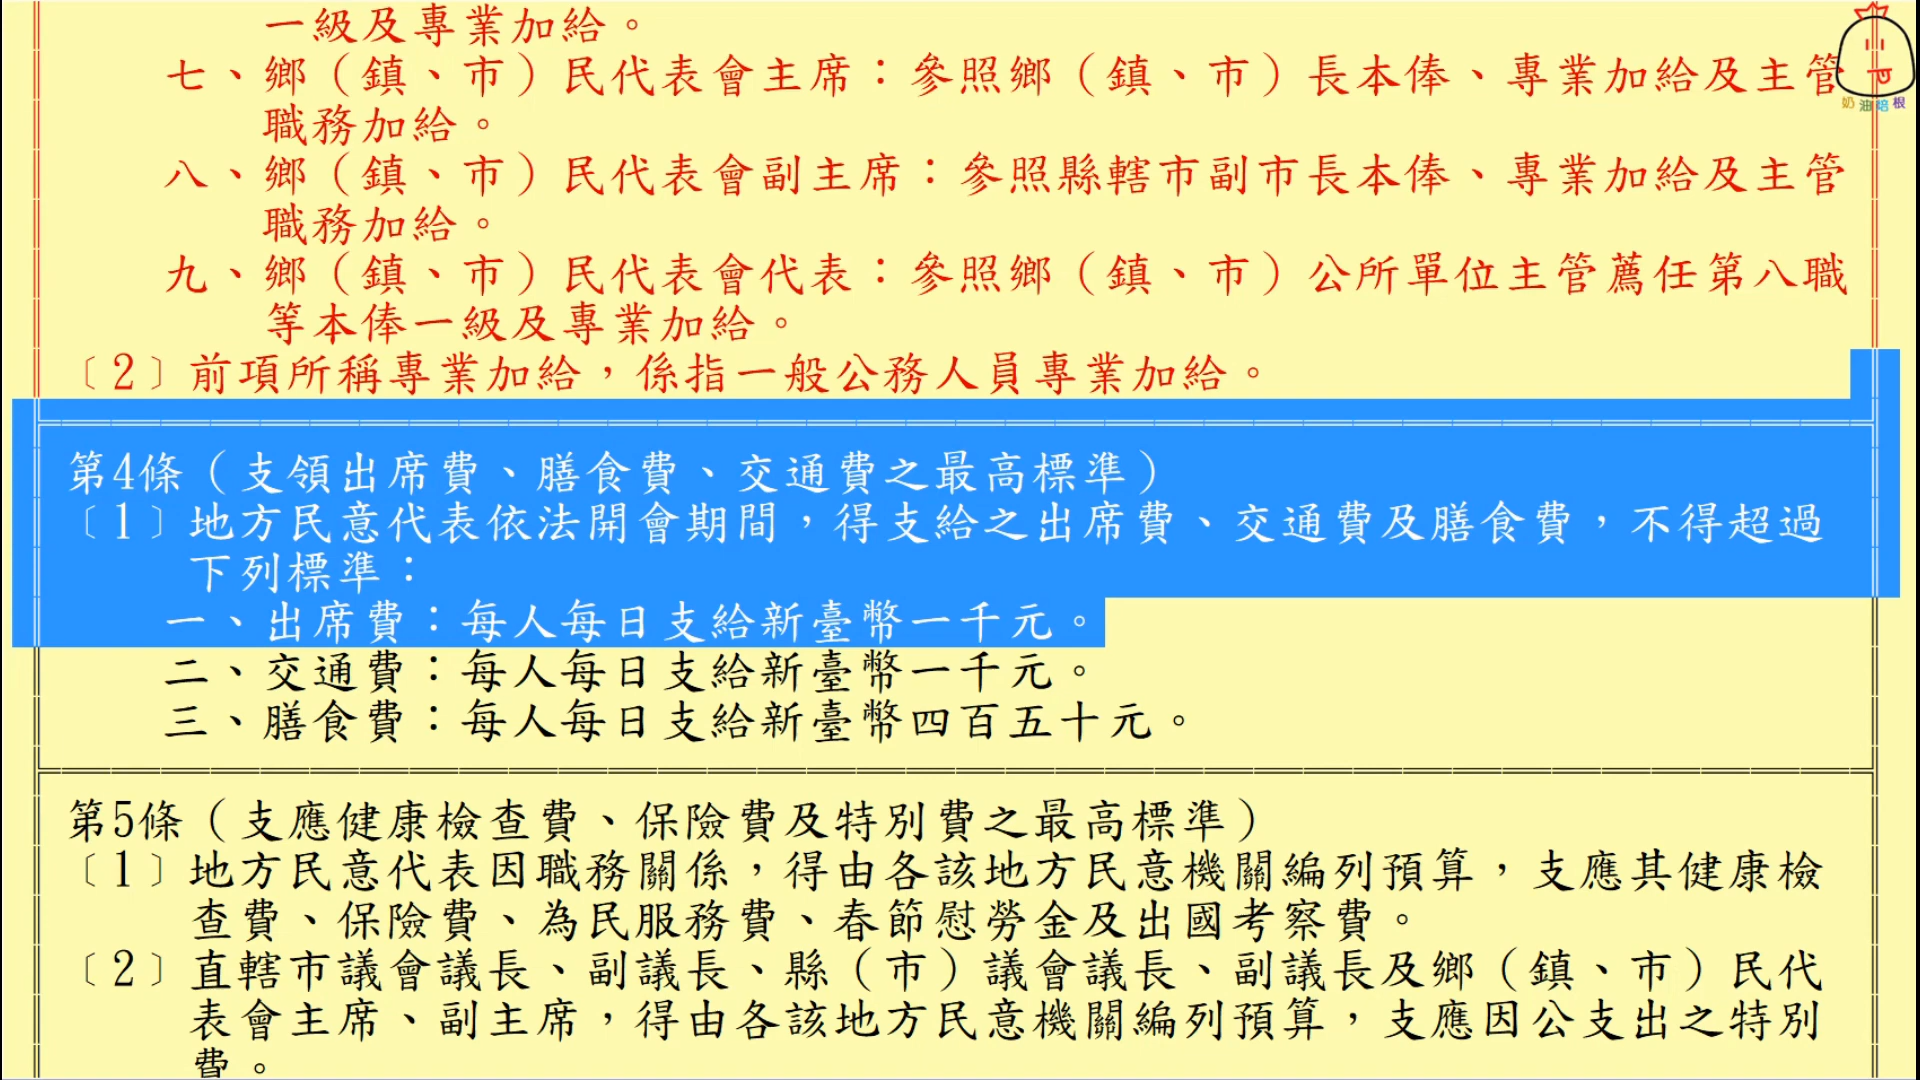 一級及專業加給。
七、鄉（鎮、市）民代表會主席：參照鄉（鎮、市）長本俸、專業加給及主管
職務加給。
八、鄉（鎮、市）民代表會副主席：參照縣轄市副市長本俸、專業加給及主管
職務加給。
九、鄉（鎮、市）民代表會代表：參照鄉（鎮、市）公所單位主管薦任第八職
等本俸一級及專業加給。
〔2〕前項所稱專業加給，係指一般公務人員專業加給。
第4條（支領出席費、膳食費、交通費之最高標準）
〔1〕地方民意代表依法開會期間，得支給之出席費、交通費及膳食費，不得超過
下列標準：
一、出席費：每人每日支給新臺幣一千元。
二、交通費：每人每日支給新臺幣一千元。
三、膳食費：每人每日支給新臺幣四百五十元。
第5條（支應健康檢查費、保險費及特別費之最高標準）
〔1〕地方民意代表因職務關係，得由各該地方民意機關編列預算，支應其健康檢
查費、保險費、為民服務費、春節慰勞金及出國考察費。
〔2〕直轄市議會議長、副議長、縣（市）議會議長、副議長及鄉（鎮、市）民代
表會主席、副主席，得由各該地方民意機關編列預算，支應因公支出之特別
費。
奶油培根